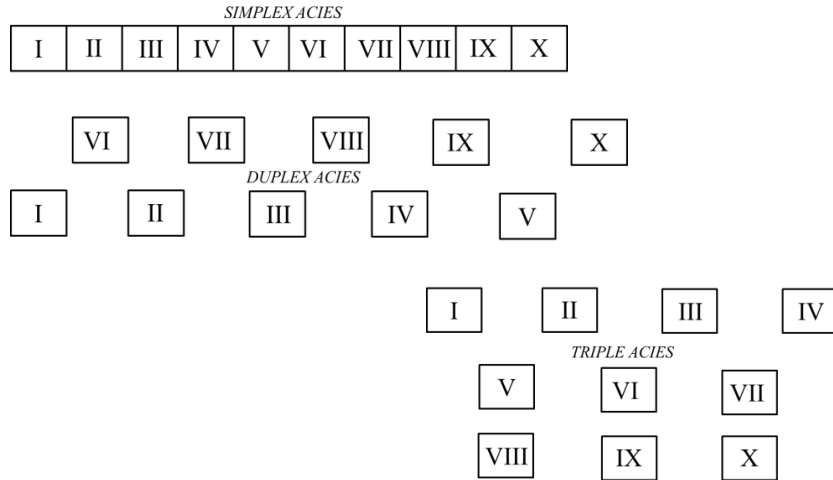 SIMPLEX ACIES
I II III IV V VI VII VIII IX X
VI VII VIII IX X
DUPLEX ACIES
I II III IV V
I II III IV
TRIPLE ACIES
V VI VII
VIII IX X